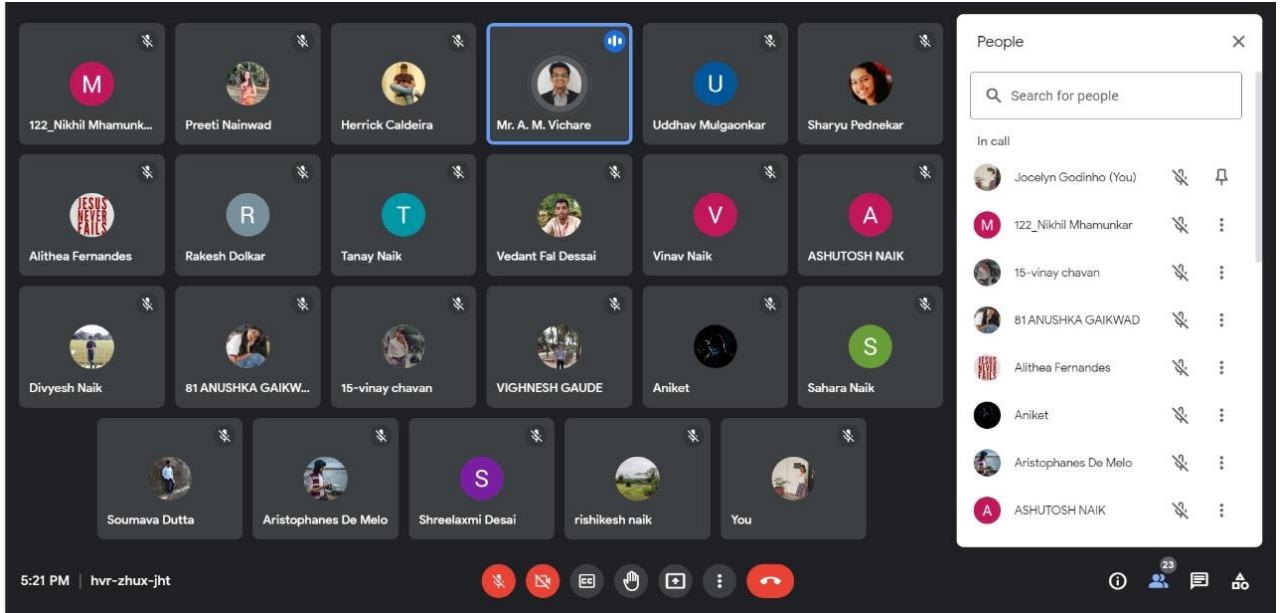 M
122_Nikhil Mhamunk...
Preeti Nainwad
Herrick Caldeira
Mr. A. M. Vichare
U
Uddhav Mulgaonkar
Sharyu Pednekar
JESUS
NEVER
FAILS
Alithea Fernandes
R
Rakesh Dolkar
T
Tanay Naik
Vedant Fal Dessai
V
Vinav Naik
A
ASHUTOSH NAIK
Divyesh Naik
81 ANUSHKA GAIKW...
15-vinay chavan
VIGHNESH GAUDE
Aniket
S
Sahara Naik
Soumava Dutta
Aristophanes De Melo
S
Shreelaxmi Desai
rishikesh naik
You
People
Search for people
In call
Jocelyn Godinho (You)
M 122_Nikhil Mhamunkar
15-vinay chavan
81 ANUSHKA GAIKWAD
JESUS
NEVER
FAILS
Alithea Fernandes
Aniket
Aristophanes De Melo
A ASHUTOSH NAIK
5:21 PM | hvr-zhux-jht
CC
23